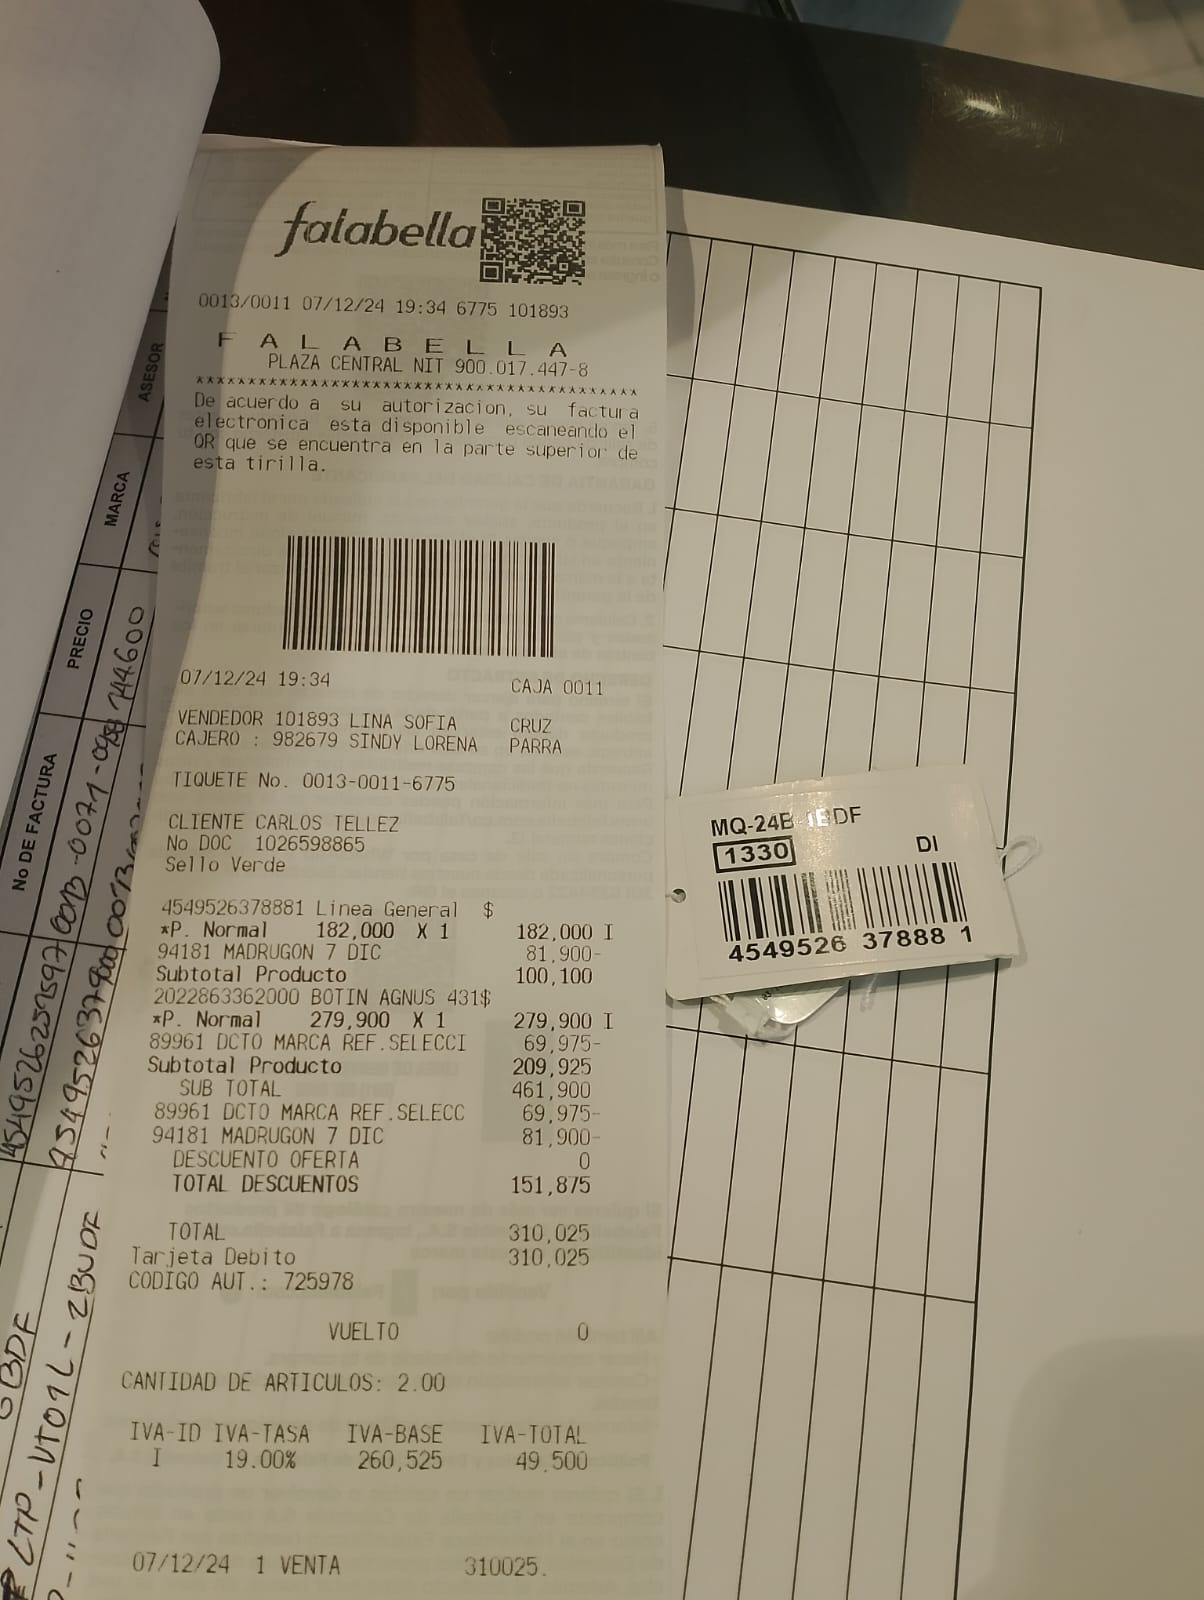 falabella
0013/0011 07/12/24 19:34 6775 101893
F A L A B E L L A
PLAZA CENTRAL NIT 900.017.447-8
****************************************
De acuerdo a su autorizacion, su factura
electronica esta disponible escaneando el
QR que se encuentra en la parte superior de
esta tirilla.
07/12/24 19:34 CAJA 0011
VENDEDOR 101893 LINA SOFIA CRUZ
CAJERO : 982679 SINDY LORENA PARRA
TIQUETE No. 0013-0011-6775
CLIENTE CARLOS TELLEZ
No DOC 1026598865
Sello Verde
4549526378881 Linea General $
*P. Normal 182,000 X 1 182,000 I
94181 MADRUGON 7 DIC 81,900-
Subtotal Producto 100,100
2022863362000 BOTIN AGNUS 431$
*P. Normal 279,900 X 1 279,900 I
89961 DCTO MARCA REF.SELECCI 69,975-
Subtotal Producto 209,925
SUB TOTAL 461,900
89961 DCTO MARCA REF.SELECC 69,975-
94181 MADRUGON 7 DIC 81,900-
DESCUENTO OFERTA 0
TOTAL DESCUENTOS 151,875
TOTAL 310,025
Tarjeta Debito 310,025
CODIGO AUT.: 725978
VUELTO 0
CANTIDAD DE ARTICULOS: 2.00
IVA-ID IVA-TASA IVA-BASE IVA-TOTAL
I 19.00% 260,525 49,500
07/12/24 1 VENTA 310025.
MQ-24B- BDF
1330 DI
4549526 37888 1
No DE FACTURA PRECIO MARCA ASESOR
744.600
LTP-VT01L-2BUDF